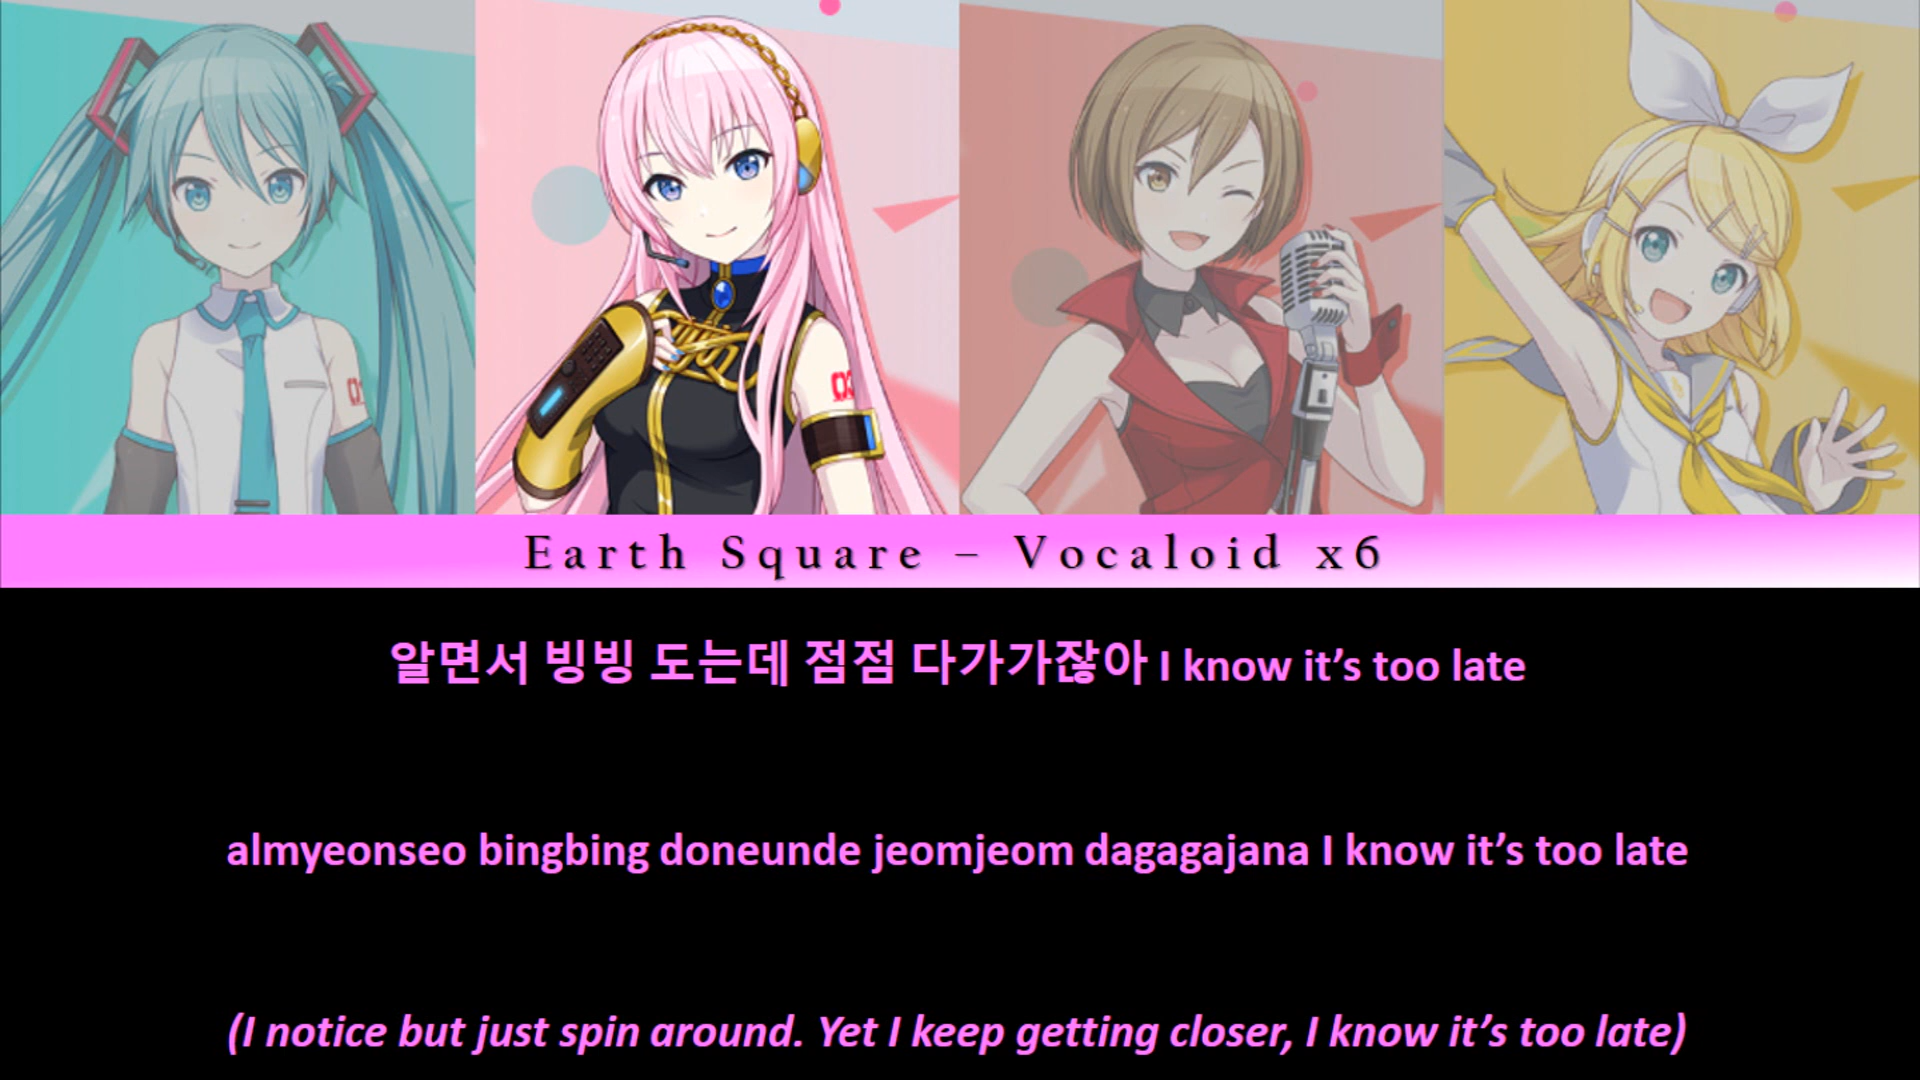 Earth Square – Vocaloid x6
알면서 빙빙 도는데 점점 다가가잖아 I know it’s too late
almyeonseo bingbing doneunde jeomjeom dagagajana I know it’s too late
(I notice but just spin around. Yet I keep getting closer, I know it’s too late)